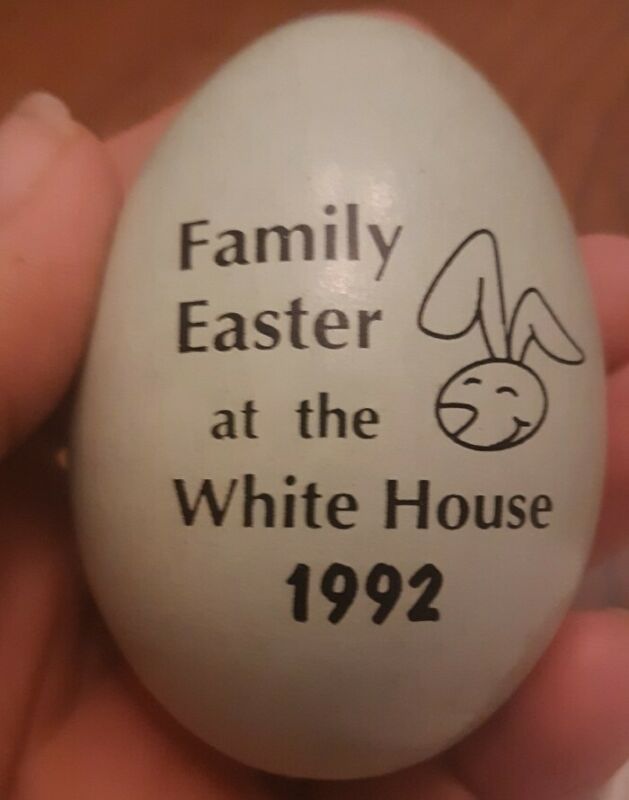 Family
Easter
at the
White House
1992